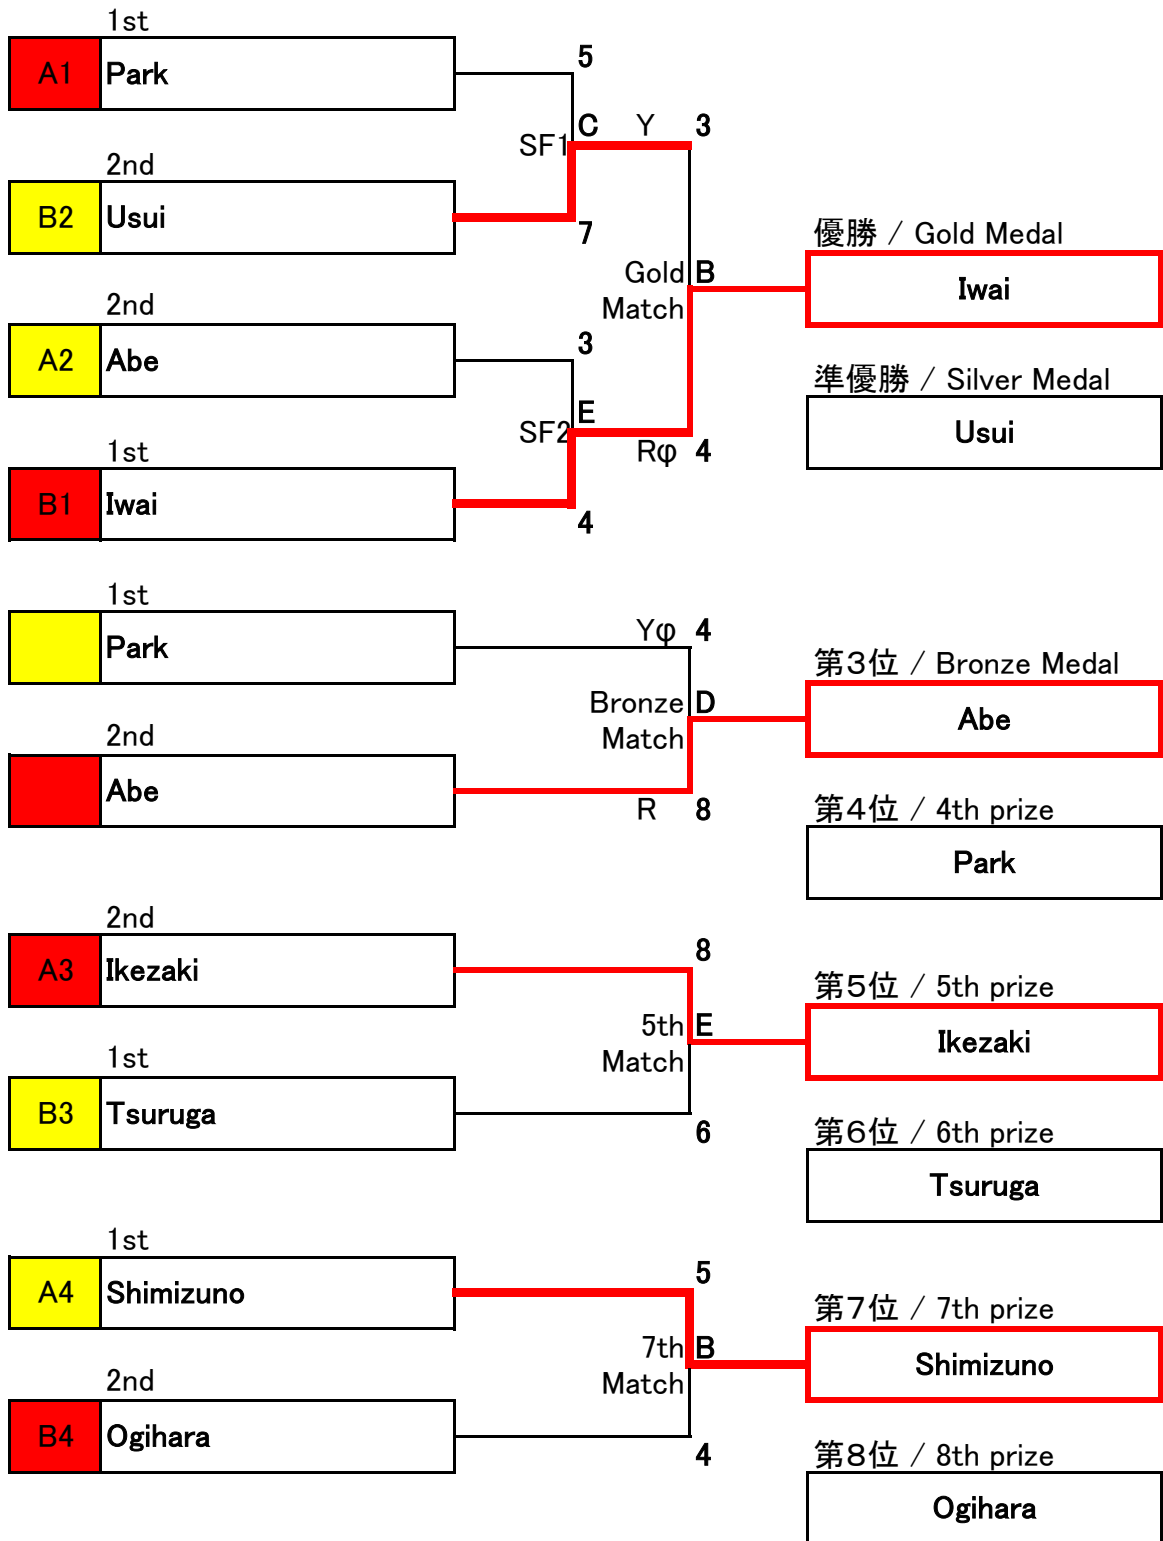 1st
A1 Park
5
SF1 C Y 3
2nd
B2 Usui
7
優勝 / Gold Medal
Gold B
Match
Iwai
2nd
A2 Abe
3
準優勝 / Silver Medal
Usui
SF2 E Rφ 4
1st
B1 Iwai
4
1st
Park
Yφ 4
第3位 / Bronze Medal
Bronze D
Match
Abe
2nd
Abe
R 8
第4位 / 4th prize
Park
2nd
A3 Ikezaki
8
第5位 / 5th prize
5th E
Match
Ikezaki
1st
B3 Tsuruga
6
第6位 / 6th prize
Tsuruga
1st
A4 Shimizuno
5
第7位 / 7th prize
7th B
Match
Shimizuno
2nd
B4 Ogihara
4
第8位 / 8th prize
Ogihara